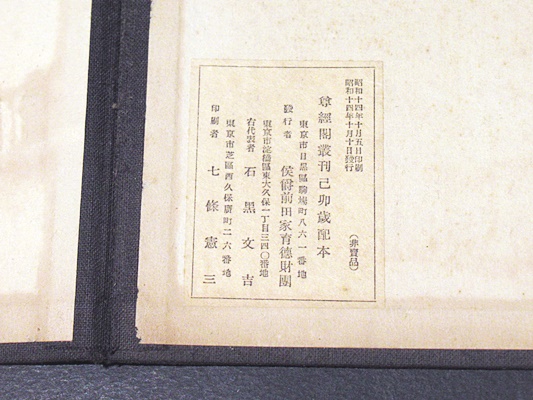 昭和十四年十月五日印刷
昭和十四年十月十日發行
(非賣品)
尊經閣叢刊己卯歲配本
東京市目黑區駒場町八六一番地
發行者 侯爵前田家育德財團
東京市淀橋區東大久保一丁目三四〇番地
右代表者 石黑文吉
東京市芝區西久保廣町二六番地
印刷者 七條憲三